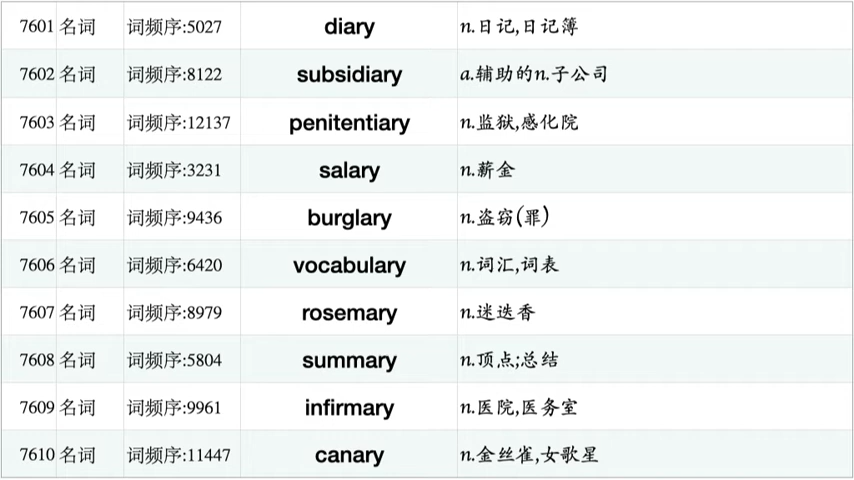 7601 名词 词频序:5027 diary n.日记,日记簿
7602 名词 词频序:8122 subsidiary a.辅助的n.子公司
7603 名词 词频序:12137 penitentiary n.监狱,感化院
7604 名词 词频序:3231 salary n.薪金
7605 名词 词频序:9436 burglary n.盗窃(罪)
7606 名词 词频序:6420 vocabulary n.词汇,词表
7607 名词 词频序:8979 rosemary n.迷迭香
7608 名词 词频序:5804 summary n.顶点;总结
7609 名词 词频序:9961 infirmary n.医院,医务室
7610 名词 词频序:11447 canary n.金丝雀,女歌星